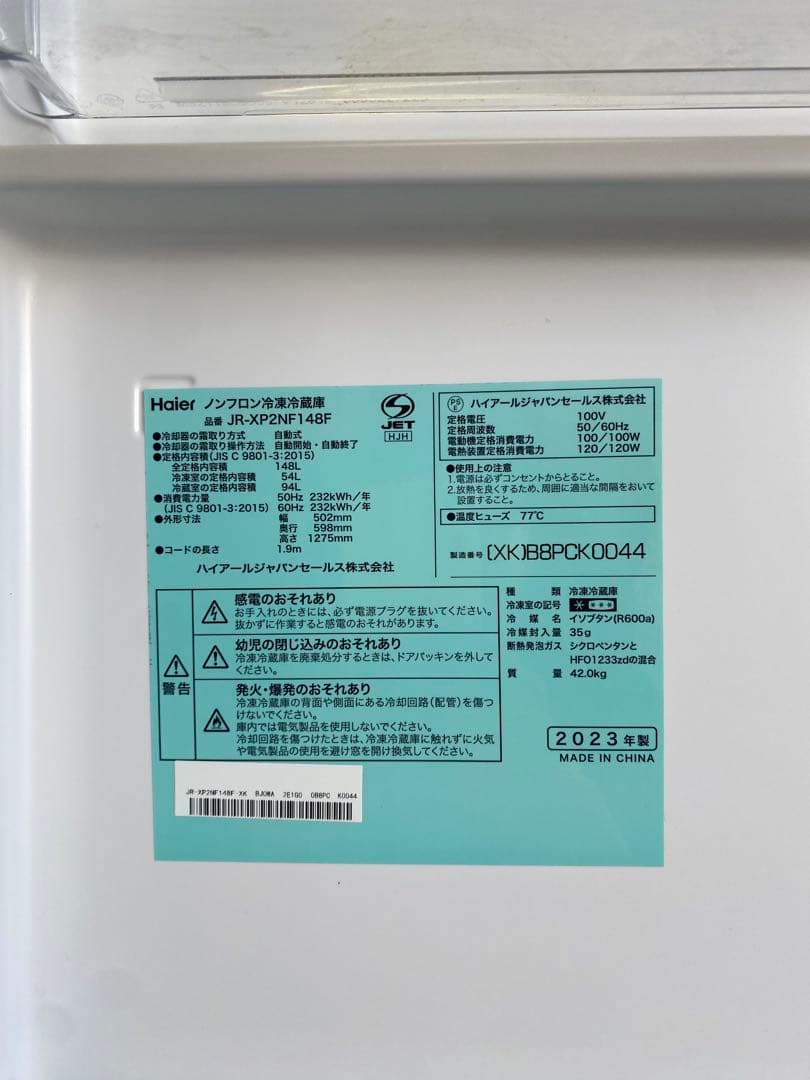 Haier ノンフロン冷凍冷蔵庫
品番 JR-XP2NF148F
●冷却器の霜取り方式 自動式
●冷却器の霜取り操作方法 自動開始・自動終了
●定格内容積(JIS C 9801-3:2015)
全定格内容積 148L
冷凍室の定格内容積 54L
冷蔵室の定格内容積 94L
●消費電力量 50Hz 232kWh/年
(JIS C 9801-3:2015) 60Hz 232kWh/年
●外形寸法 幅 502mm
奥行 598mm
高さ 1275mm
●コードの長さ 1.9m
ハイアールジャパンセールス株式会社
JET
HJH
PSE ハイアールジャパンセールス株式会社
定格電圧 100V
定格周波数 50/60Hz
電動機定格消費電力 100/100W
電熱装置定格消費電力 120/120W
●使用上の注意
1.電源は必ずコンセントからとること。
2.放熱を良くするため、周囲に適当な間隔をおいて
設置すること。
●温度ヒューズ 77℃
製造番号 (XK)B8PCK0044
警告
感電のおそれあり
お手入れのときには、必ず電源プラグを抜いてください。
抜かずに作業すると感電のおそれがあります。
幼児の閉じ込みのおそれあり
冷凍冷蔵庫を廃棄処分するときは、ドアパッキンを外して
ください。
発火・爆発のおそれあり
冷凍冷蔵庫の背面や側面にある冷却回路(配管)を傷つ
けないでください。
庫内では電気製品を使用しないでください。
冷却回路を傷つけたときは、冷凍冷蔵庫に触れずに火気
や電気製品の使用を避け窓を開け換気してください。
種類 冷凍冷蔵庫
冷凍室の記号
冷媒名 イソブタン(R600a)
冷媒封入量 35g
断熱発泡ガス シクロペンタンと
HFO1233zdの混合
質量 42.0kg
2023年製
MADE IN CHINA
JR-XP2NF148F-XK BJ0MA 2E1G0 0B8PC K0044